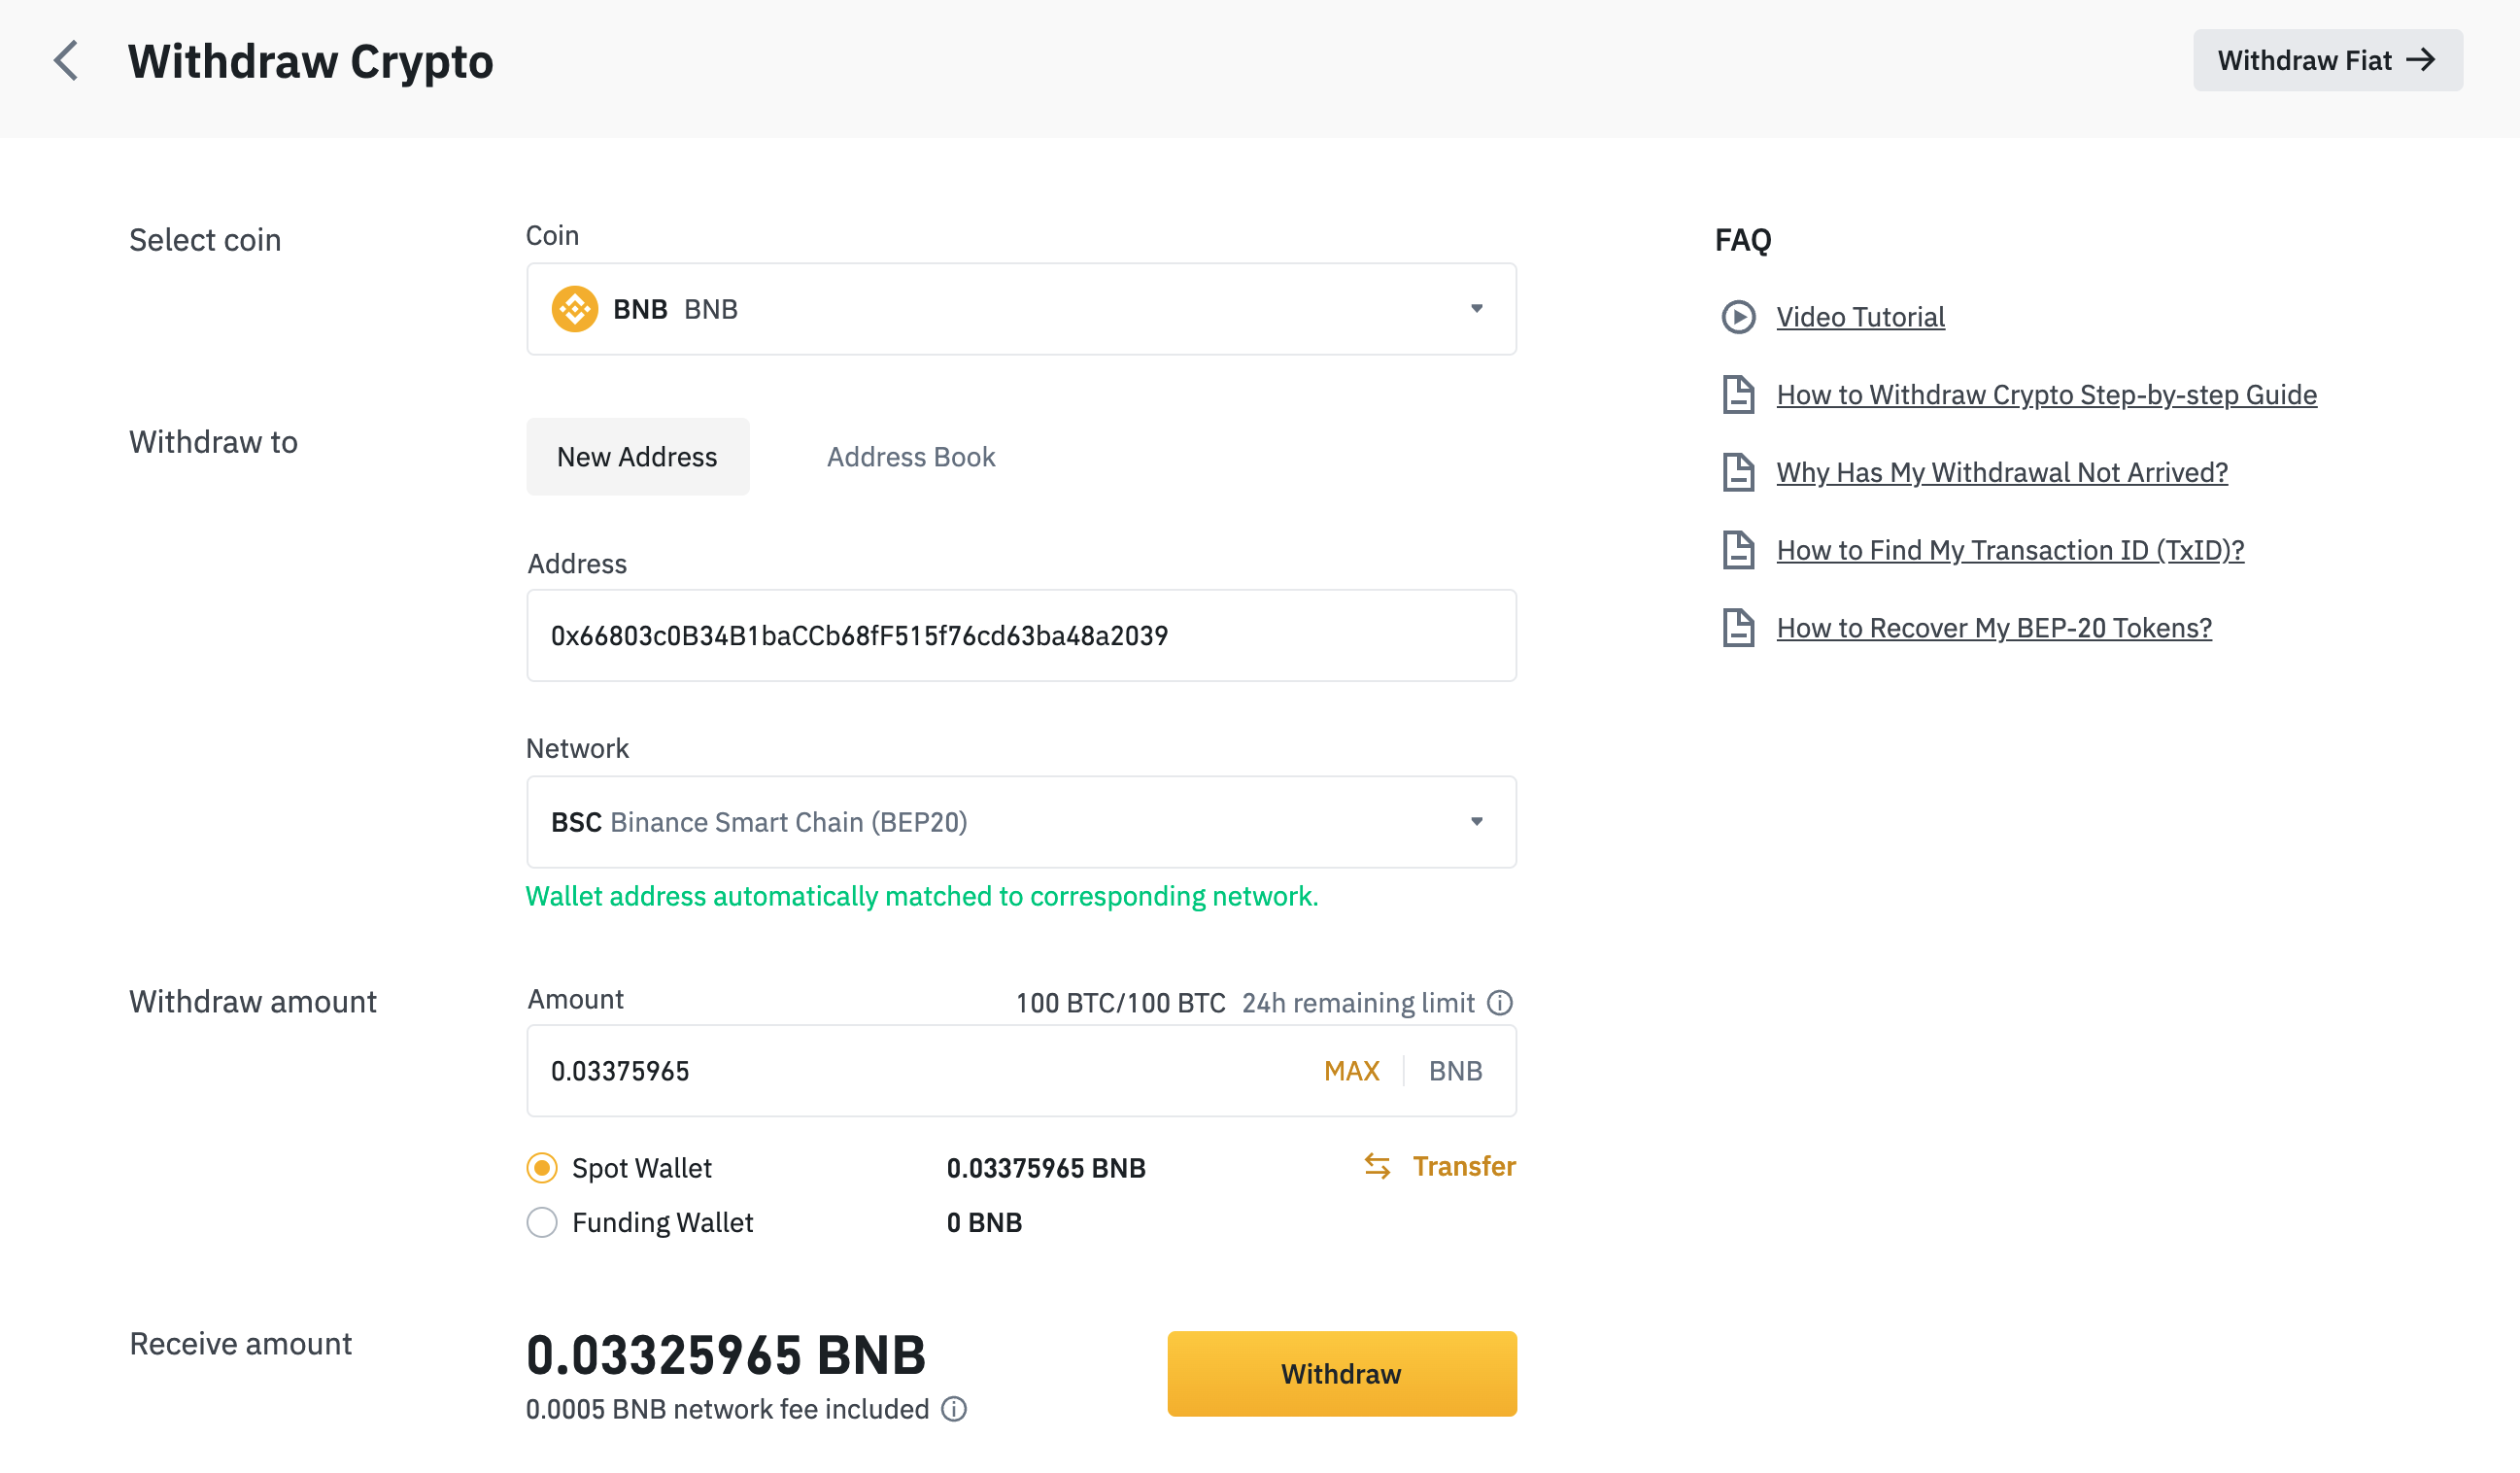 Withdraw Crypto
Withdraw Fiat →
Select coin
Coin
BNB BNB
Withdraw to
New Address
Address Book
Address
0x66803c0B34B1baCCb68fF515f76cd63ba48a2039
Network
BSC Binance Smart Chain (BEP20)
Wallet address automatically matched to corresponding network.
Withdraw amount
Amount
100 BTC/100 BTC 24h remaining limit
0.03375965
MAX
BNB
Spot Wallet
0.03375965 BNB
Transfer
Funding Wallet
0 BNB
Receive amount
0.03325965 BNB
0.0005 BNB network fee included
Withdraw
FAQ
Video Tutorial
How to Withdraw Crypto Step-by-step Guide
Why Has My Withdrawal Not Arrived?
How to Find My Transaction ID (TxID)?
How to Recover My BEP-20 Tokens?